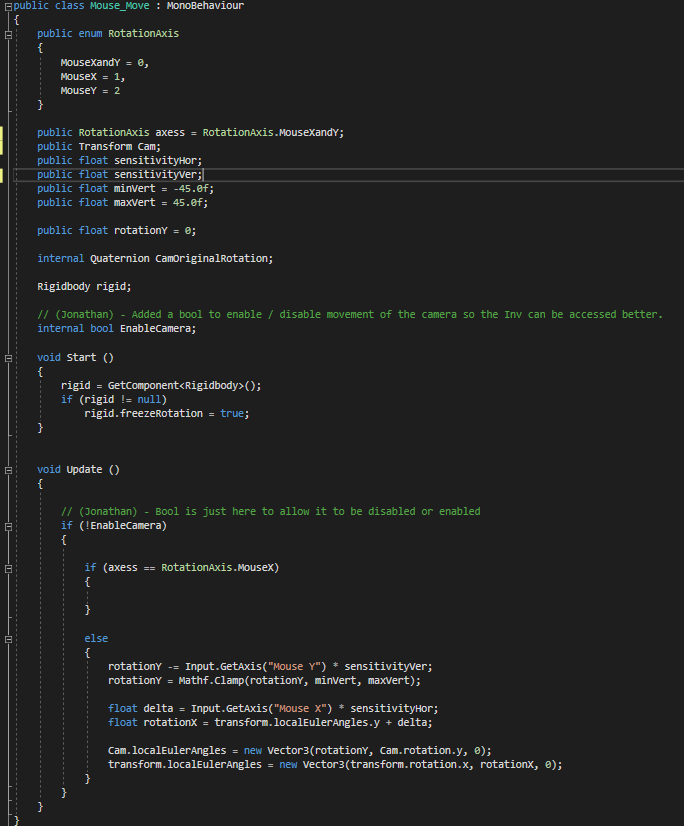 public class Mouse_Move : MonoBehaviour
{
public enum RotationAxis
{
MouseXandY = 0,
MouseX = 1,
MouseY = 2
}
public RotationAxis axess = RotationAxis.MouseXandY;
public Transform Cam;
public float sensitivityHor;
public float sensitivityVer;
public float minVert = -45.0f;
public float maxVert = 45.0f;
public float rotationY = 0;
internal Quaternion CamOriginalRotation;
Rigidbody rigid;
// (Jonathan) - Added a bool to enable / disable movement of the camera so the Inv can be accessed better.
internal bool EnableCamera;
void Start ()
{
rigid = GetComponent<Rigidbody>();
if (rigid != null)
rigid.freezeRotation = true;
}
void Update ()
{
// (Jonathan) - Bool is just here to allow it to be disabled or enabled
if (!EnableCamera)
{
if (axess == RotationAxis.MouseX)
{
}
else
{
rotationY -= Input.GetAxis("Mouse Y") * sensitivityVer;
rotationY = Mathf.Clamp(rotationY, minVert, maxVert);
float delta = Input.GetAxis("Mouse X") * sensitivityHor;
float rotationX = transform.localEulerAngles.y + delta;
Cam.localEulerAngles = new Vector3(rotationY, Cam.rotation.y, 0);
transform.localEulerAngles = new Vector3(transform.rotation.x, rotationX, 0);
}
}
}
}